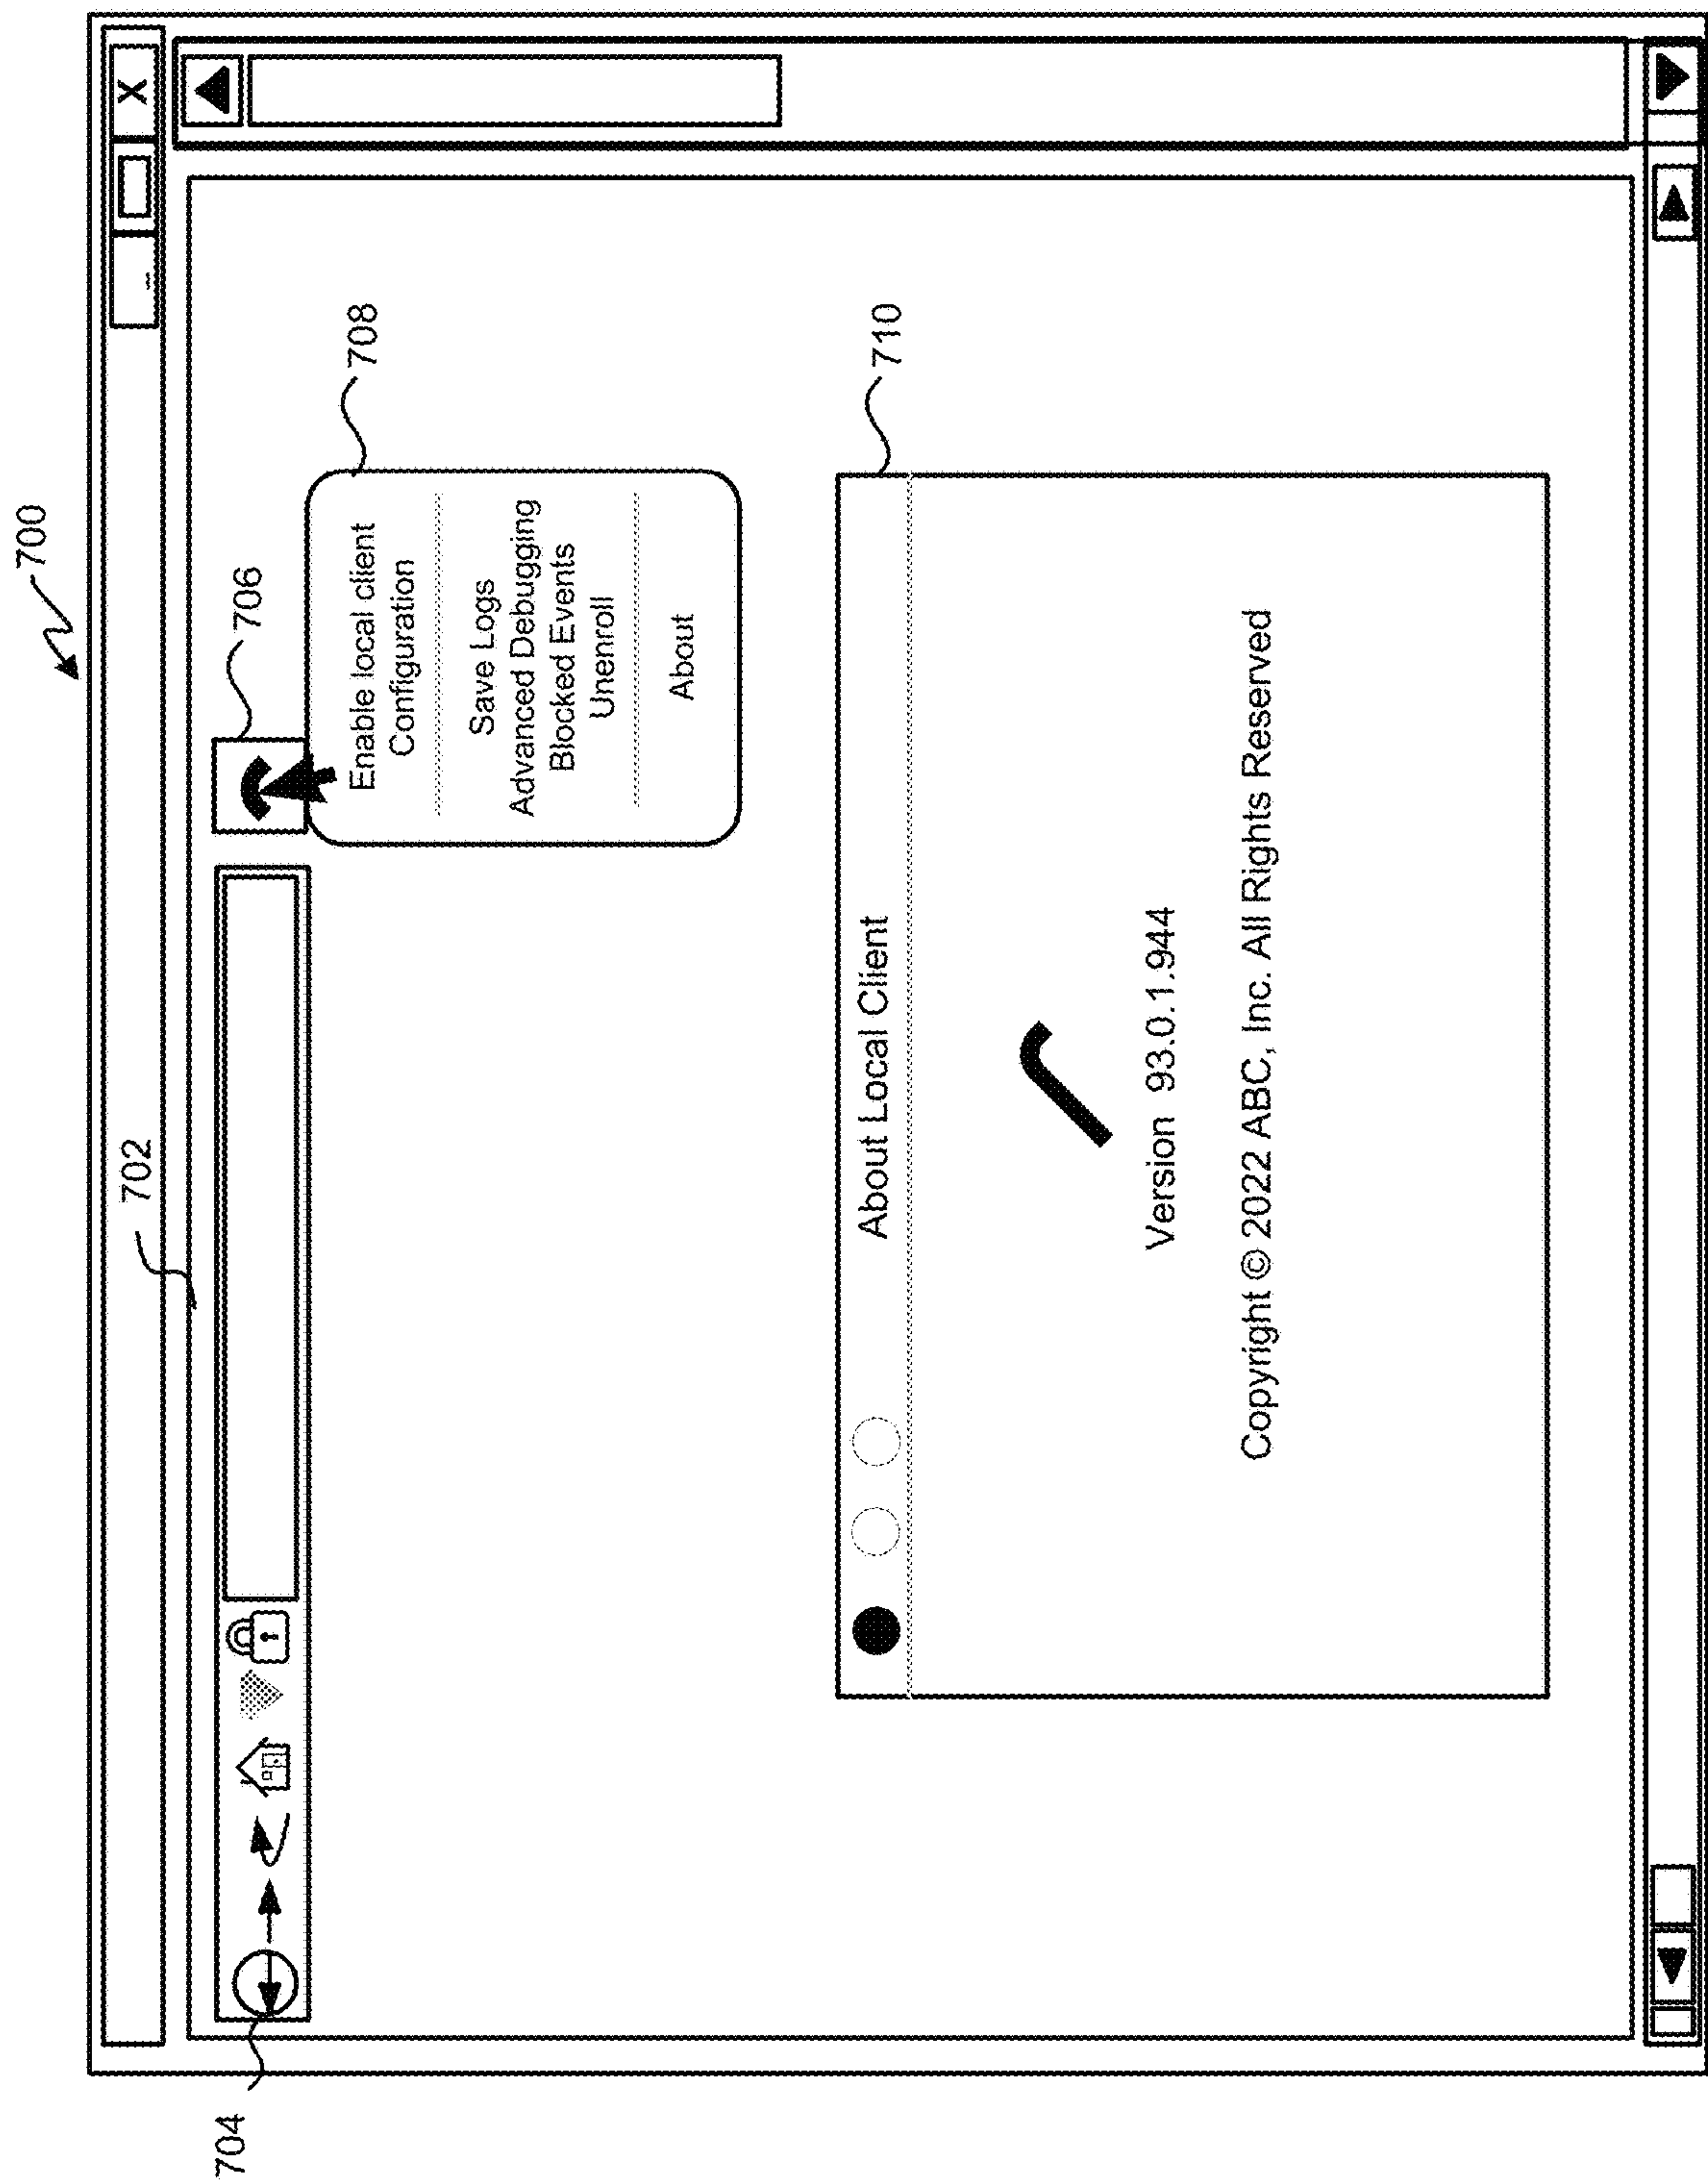 700
702
_
X
704
706
708
Enable local client
Configuration
Save Logs
Advanced Debugging
Blocked Events
Unenroll
About
710
About Local Client
Version 93.0.1.944
Copyright © 2022 ABC, Inc. All Rights Reserved